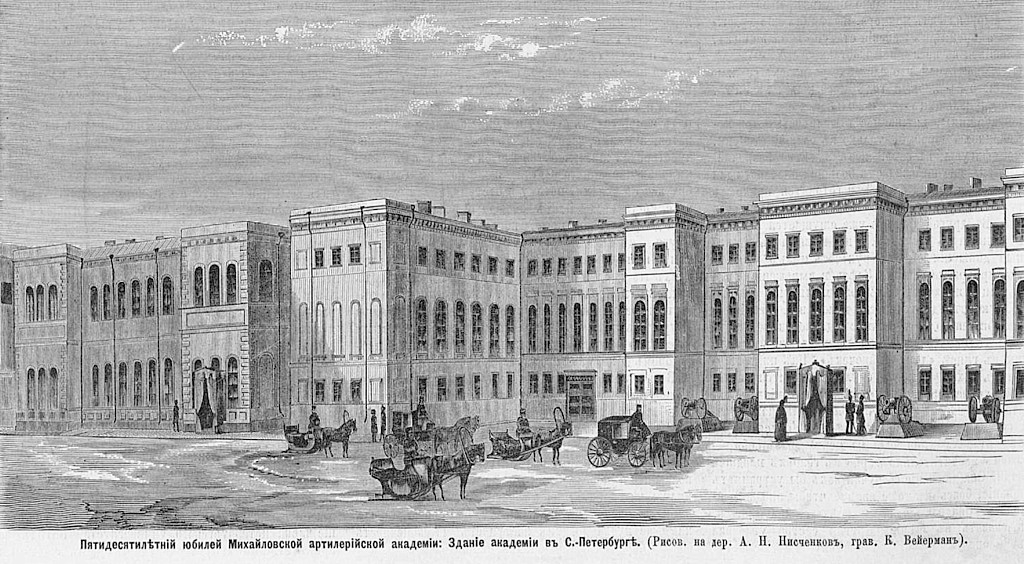 Пятидесятилѣтній юбилей Михайловской артилерійской академіи: Зданіе академіи въ С.-Петербургѣ. (Рисов. на дер. А. Н. Нисченковъ, грав. К. Вейерманъ).